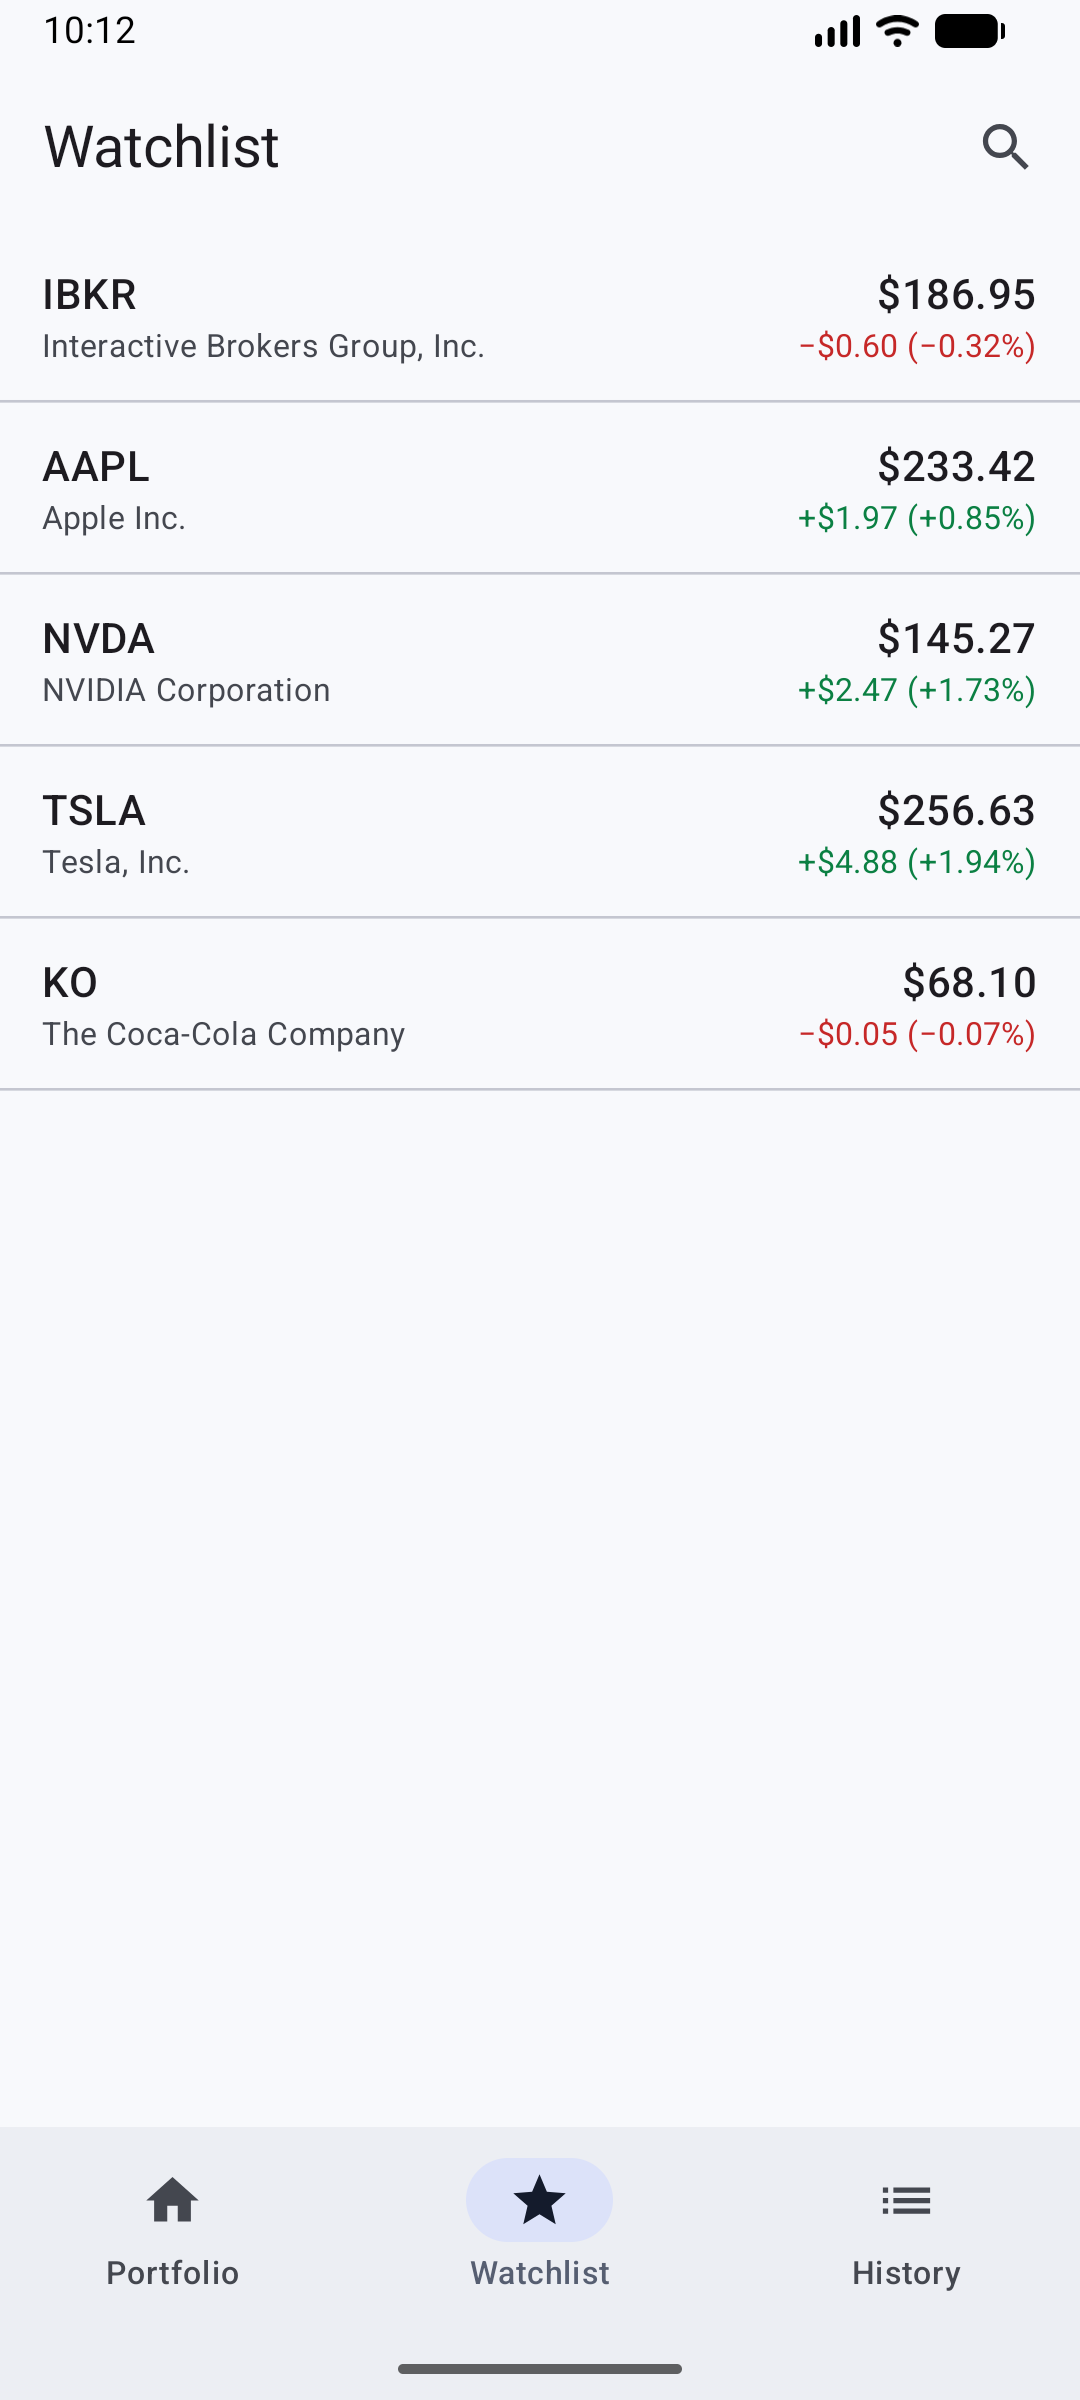 10:12
Watchlist
IBKR
$186.95
Interactive Brokers Group, Inc.
−$0.60 (−0.32%)
AAPL
$233.42
Apple Inc.
+$1.97 (+0.85%)
NVDA
$145.27
NVIDIA Corporation
+$2.47 (+1.73%)
TSLA
$256.63
Tesla, Inc.
+$4.88 (+1.94%)
KO
$68.10
The Coca-Cola Company
−$0.05 (−0.07%)
Portfolio
Watchlist
History